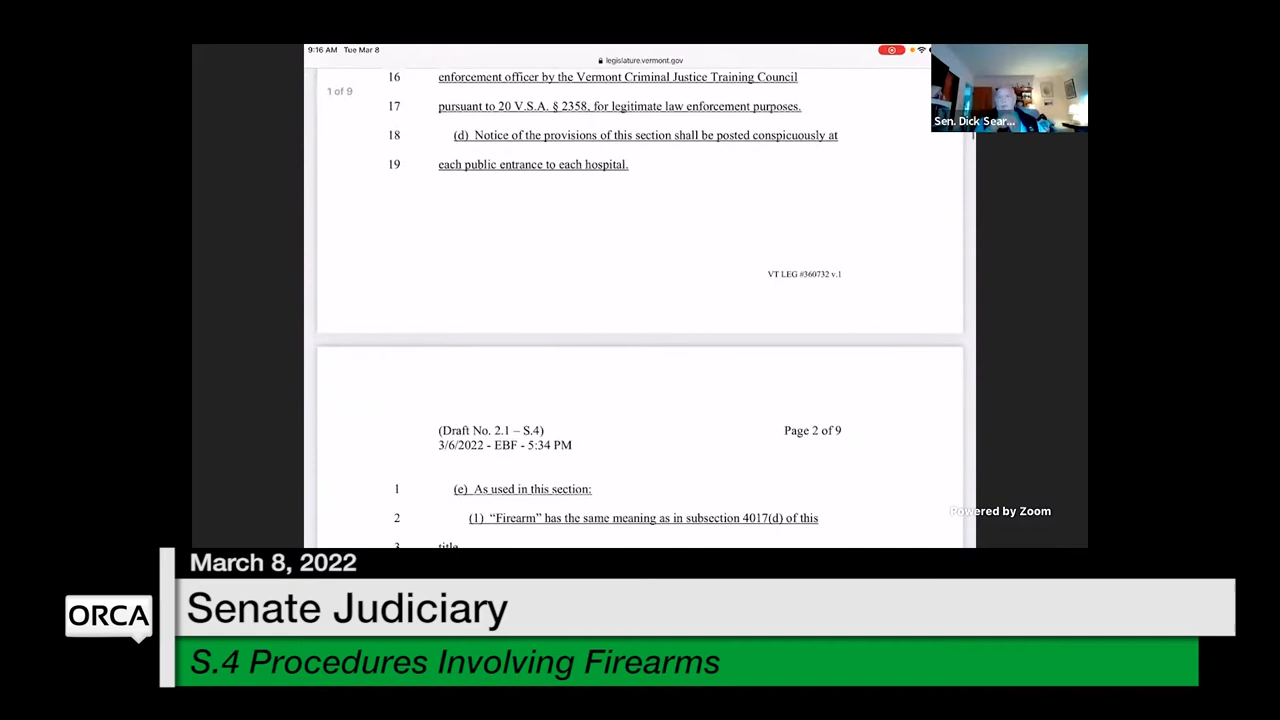 9:16 AM Tue Mar 8
legislature.vermont.gov
16 enforcement officer by the Vermont Criminal Justice Training Council
1 of 9
17 pursuant to 20 V.S.A. § 2358, for legitimate law enforcement purposes.
Sen. Dick Sear...
18 (d) Notice of the provisions of this section shall be posted conspicuously at
19 each public entrance to each hospital.
VT LEG #360732 v.1
(Draft No. 2.1 – S.4) Page 2 of 9
3/6/2022 - EBF - 5:34 PM
1 (e) As used in this section:
2 (1) “Firearm” has the same meaning as in subsection 4017(d) of this
Powered by Zoom
3 title.
March 8, 2022
ORCA
Senate Judiciary
S.4 Procedures Involving Firearms